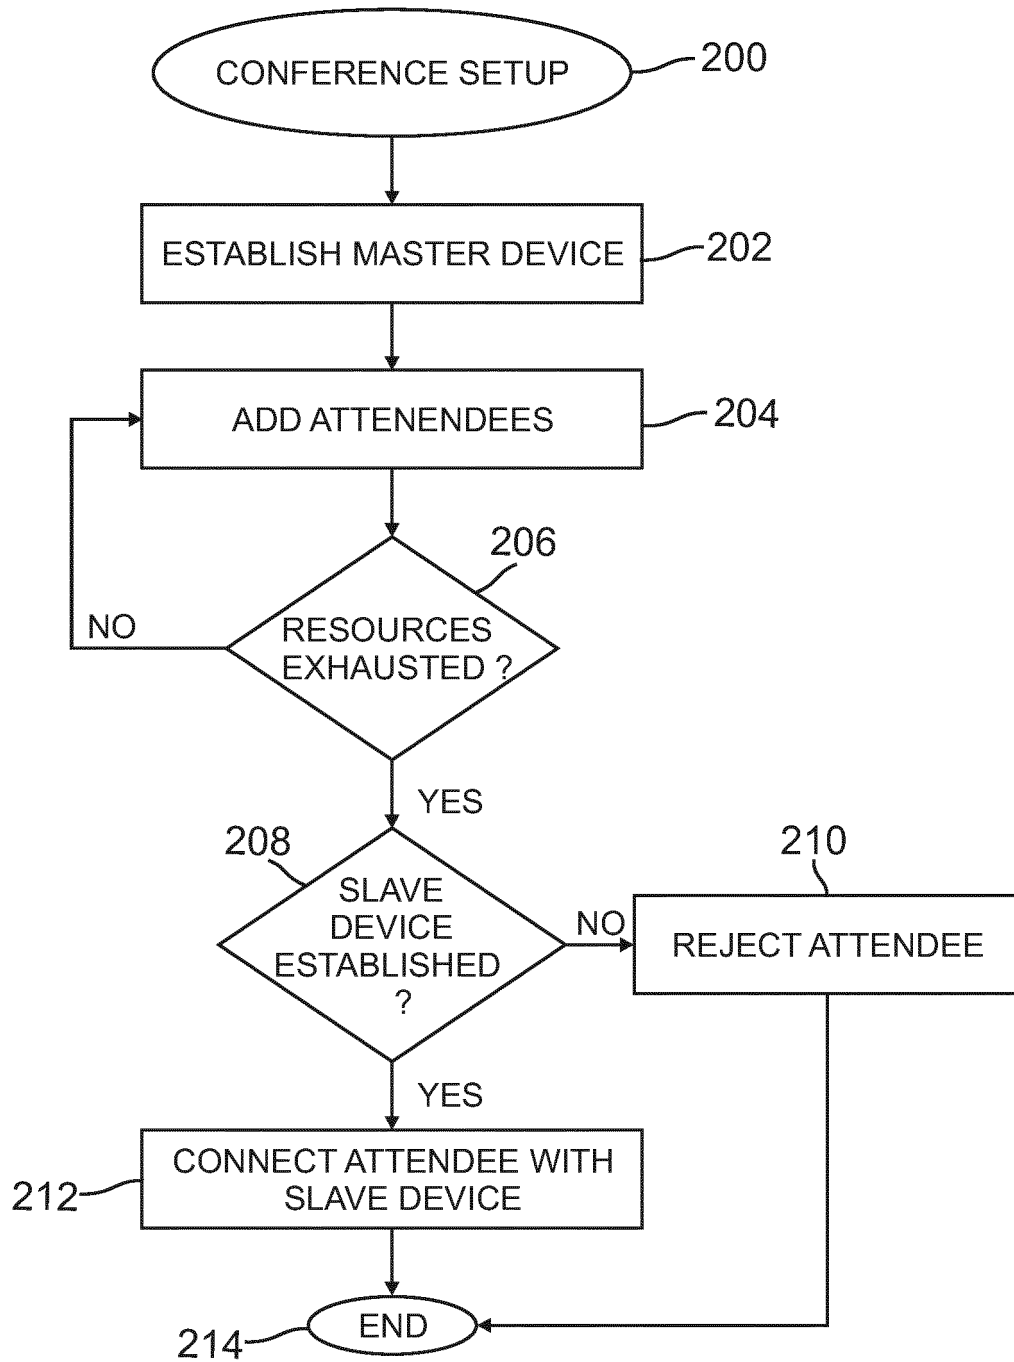 CONFERENCE SETUP
200
ESTABLISH MASTER DEVICE
202
ADD ATTENENDEES
204
206
RESOURCES
EXHAUSTED ?
NO
YES
208
SLAVE
DEVICE
ESTABLISHED
?
NO
210
REJECT ATTENDEE
YES
CONNECT ATTENDEE WITH
SLAVE DEVICE
212
END
214